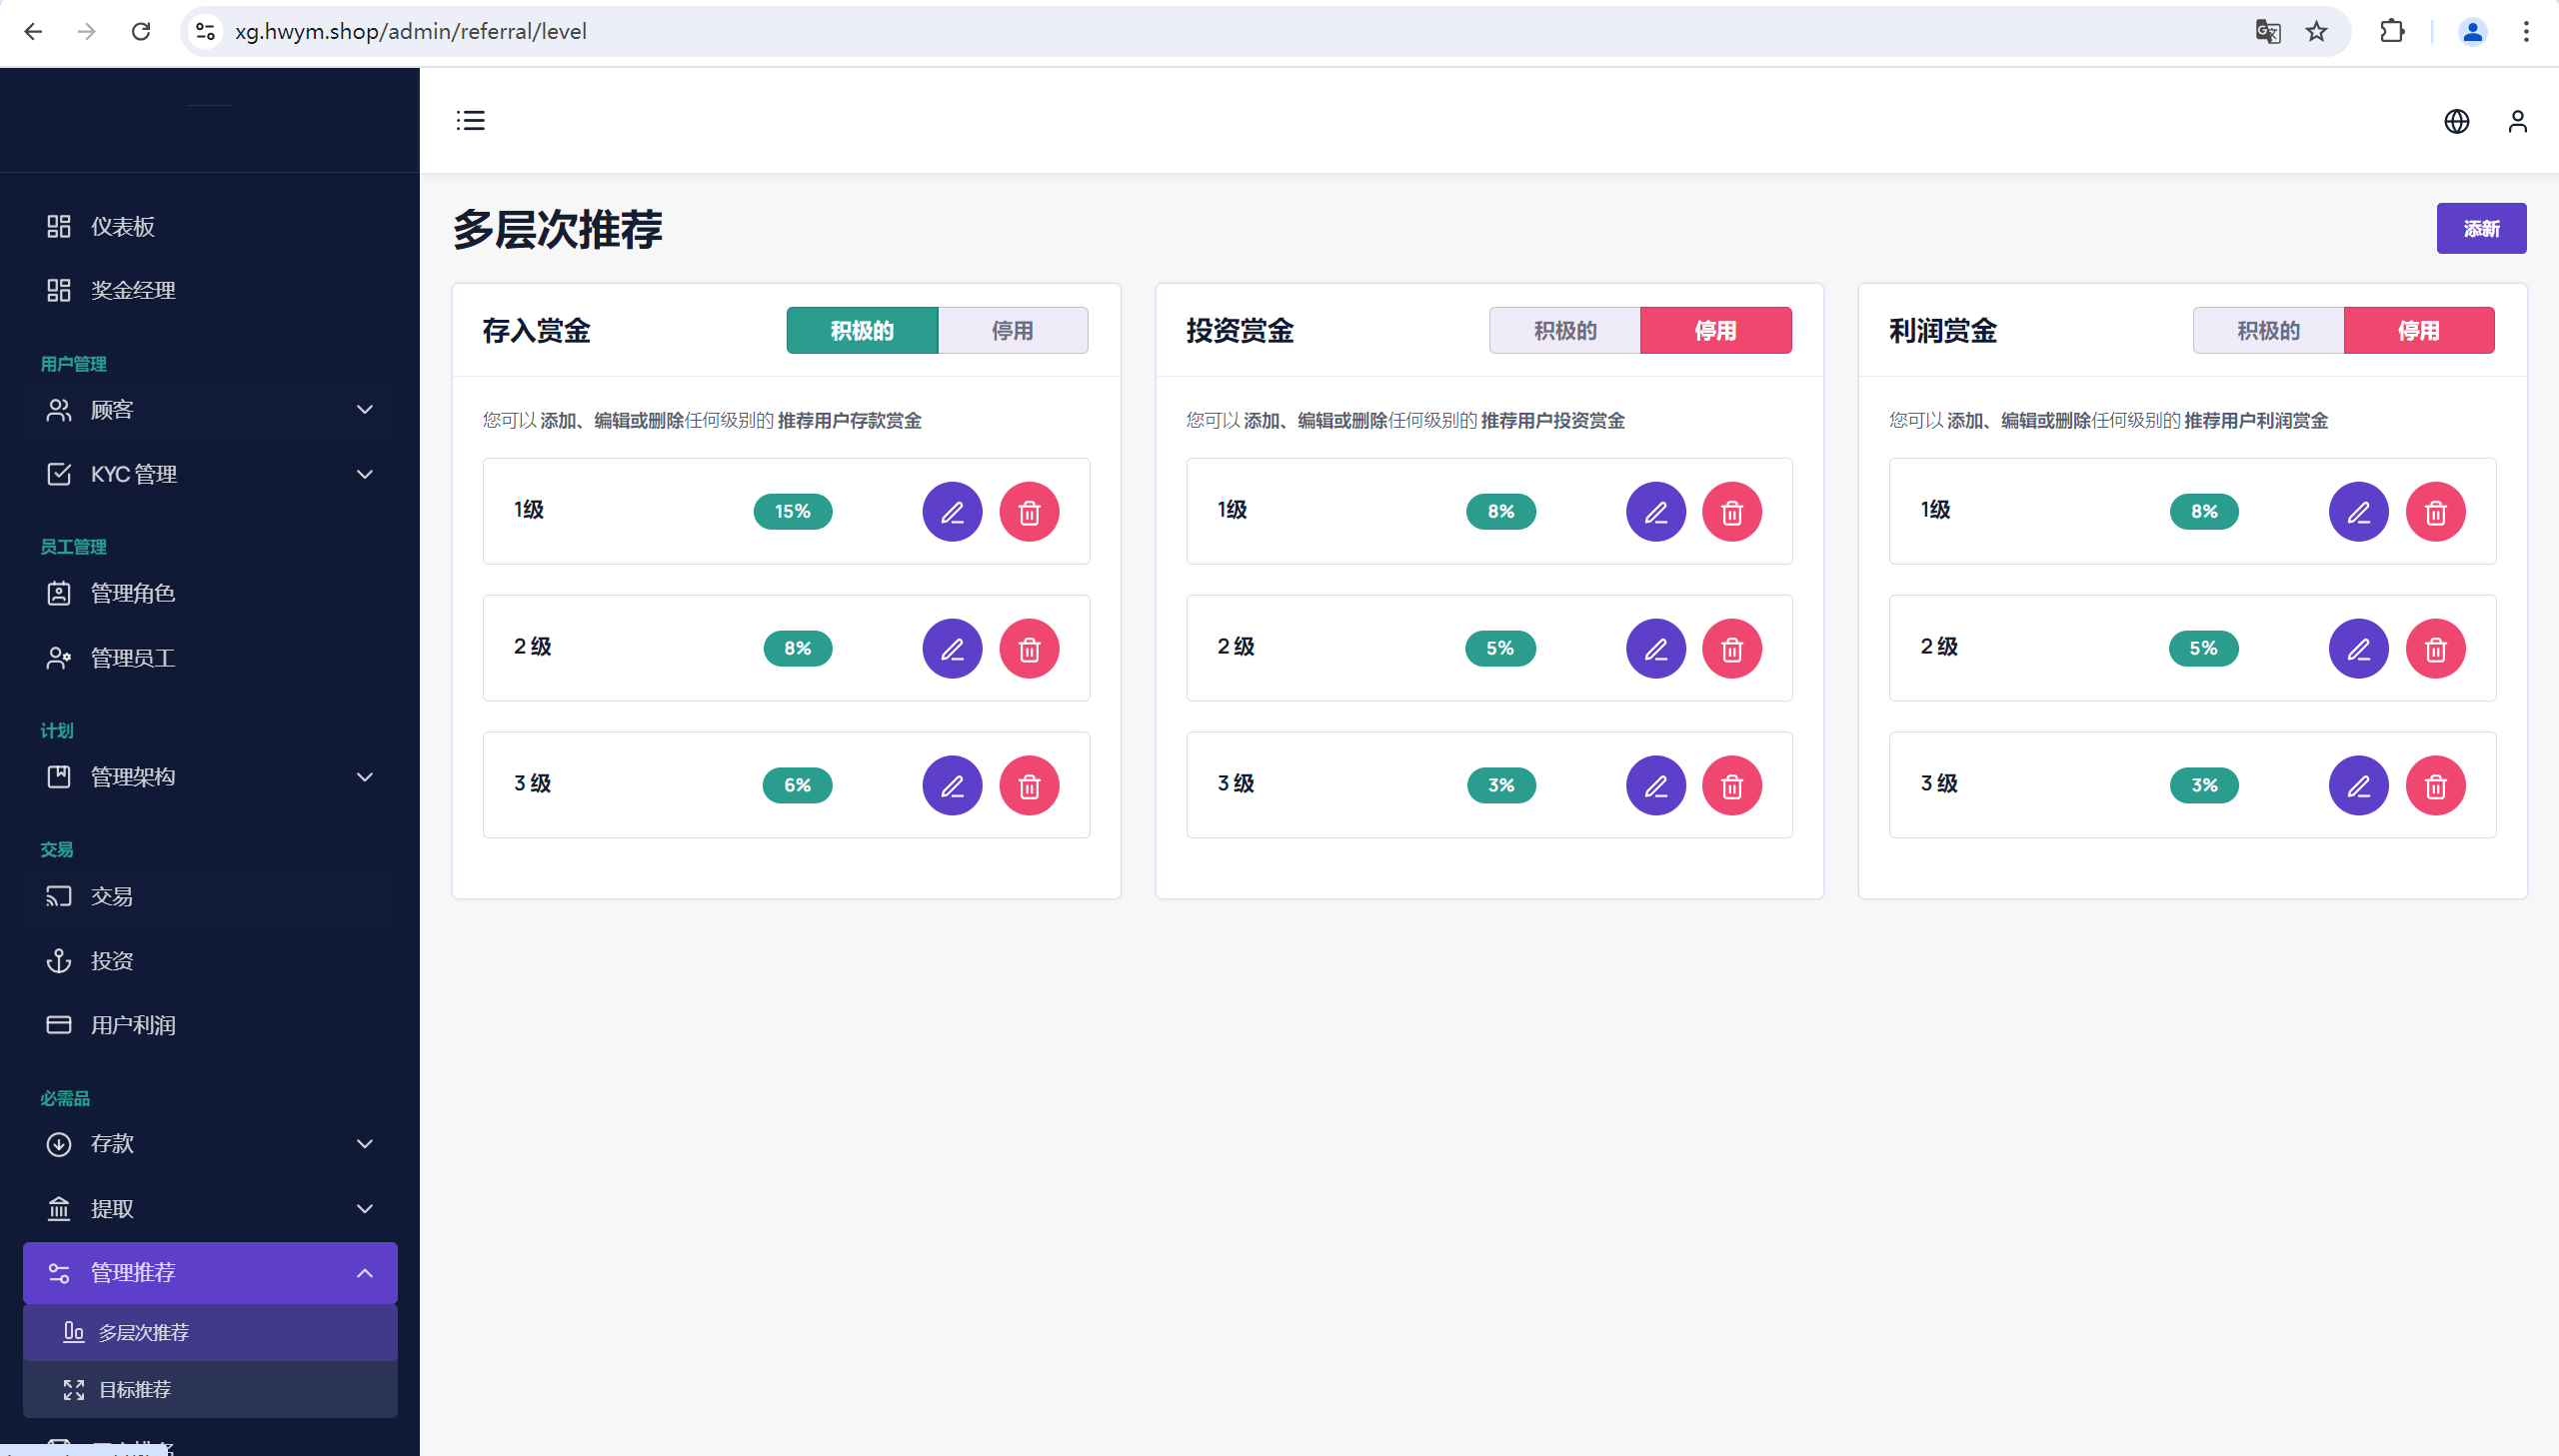 xg.hwym.shop/admin/referral/level
仪表板
奖金经理
用户管理
顾客
KYC 管理
员工管理
管理角色
管理员工
计划
管理架构
交易
交易
投资
用户利润
必需品
存款
提取
管理推荐
多层次推荐
目标推荐
多层次推荐
添新
存入赏金
积极的
停用
您可以 添加、编辑或删除任何级别的 推荐用户存款赏金
1级
15%
2 级
8%
3 级
6%
投资赏金
积极的
停用
您可以 添加、编辑或删除任何级别的 推荐用户投资赏金
1级
8%
2 级
5%
3 级
3%
利润赏金
积极的
停用
您可以 添加、编辑或删除任何级别的 推荐用户利润赏金
1级
8%
2 级
5%
3 级
3%